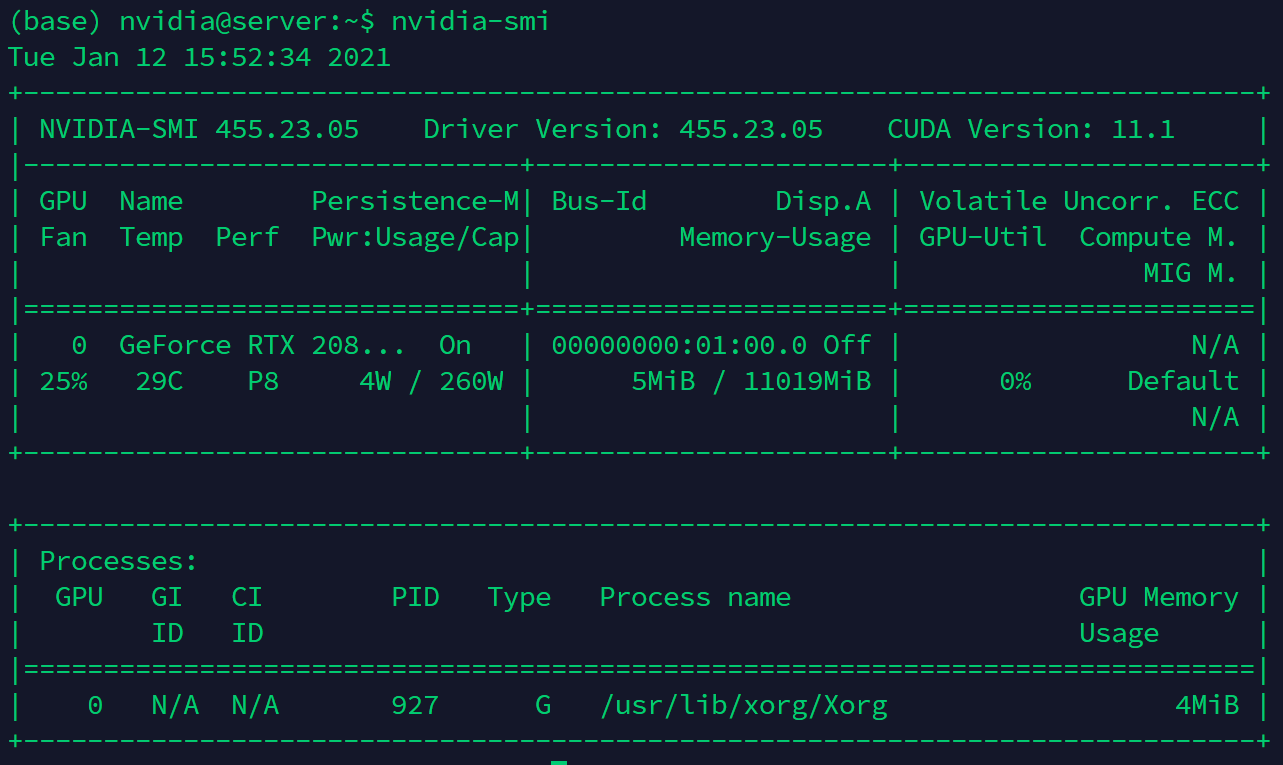 (base) nvidia@server:~$ nvidia-smi
Tue Jan 12 15:52:34 2021
+-----------------------------------------------------------------------------+
| NVIDIA-SMI 455.23.05    Driver Version: 455.23.05    CUDA Version: 11.1     |
|-------------------------------+----------------------+----------------------+
| GPU  Name        Persistence-M| Bus-Id        Disp.A | Volatile Uncorr. ECC |
| Fan  Temp  Perf  Pwr:Usage/Cap|         Memory-Usage | GPU-Util  Compute M. |
|                               |                      |               MIG M. |
|===============================+======================+======================|
|   0  GeForce RTX 208...  On   | 00000000:01:00.0 Off |                  N/A |
| 25%   29C    P8     4W / 260W |      5MiB / 11019MiB |      0%      Default |
|                               |                      |                  N/A |
+-------------------------------+----------------------+----------------------+

+-----------------------------------------------------------------------------+
| Processes:                                                                  |
|  GPU   GI   CI        PID   Type   Process name                  GPU Memory |
|        ID   ID                                                   Usage      |
|=============================================================================|
|    0   N/A  N/A       927      G   /usr/lib/xorg/Xorg                  4MiB |
+-----------------------------------------------------------------------------+